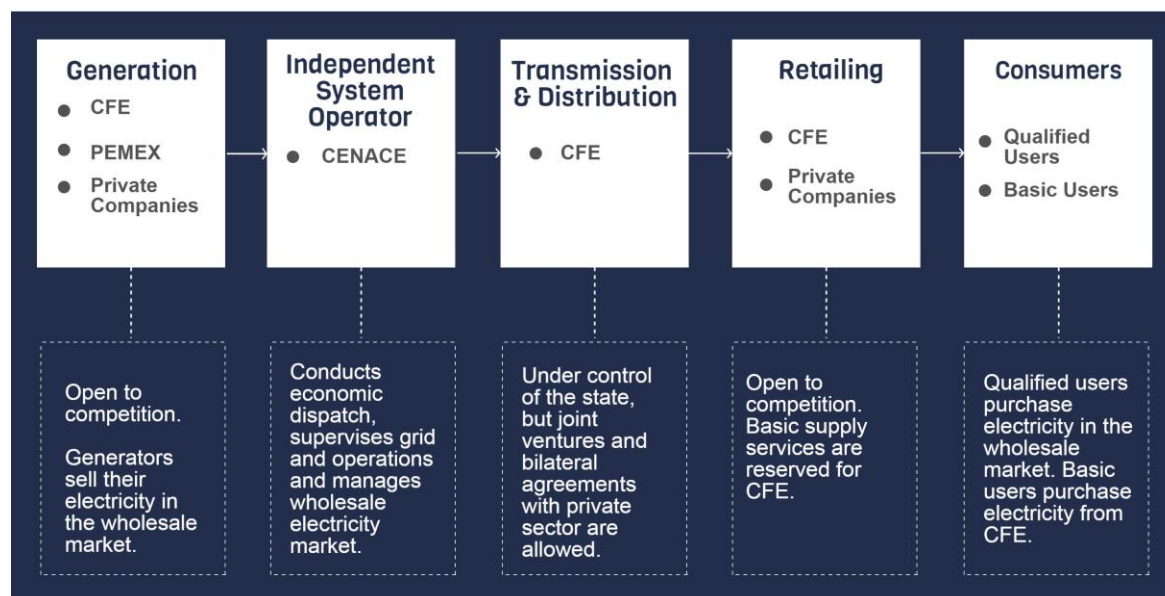 Generation
CFE
PEMEX
Private
Companies
Independent
System
Operator
CENACE
Transmission
& Distribution
CFE
Retailing
CFE
Private
Companies
Consumers
Qualified
Users
Basic Users
Open to
competition.
Generators
sell their
electricity in
the wholesale
market.
Conducts
economic
dispatch,
supervises grid
and operations
and manages
wholesale
electricity
market.
Under control
of the state,
but joint
ventures and
bilateral
agreements
with private
sector are
allowed.
Open to
competition.
Basic supply
services are
reserved for
CFE.
Qualified users
purchase
electricity in the
wholesale
market. Basic
users purchase
electricity from
CFE.